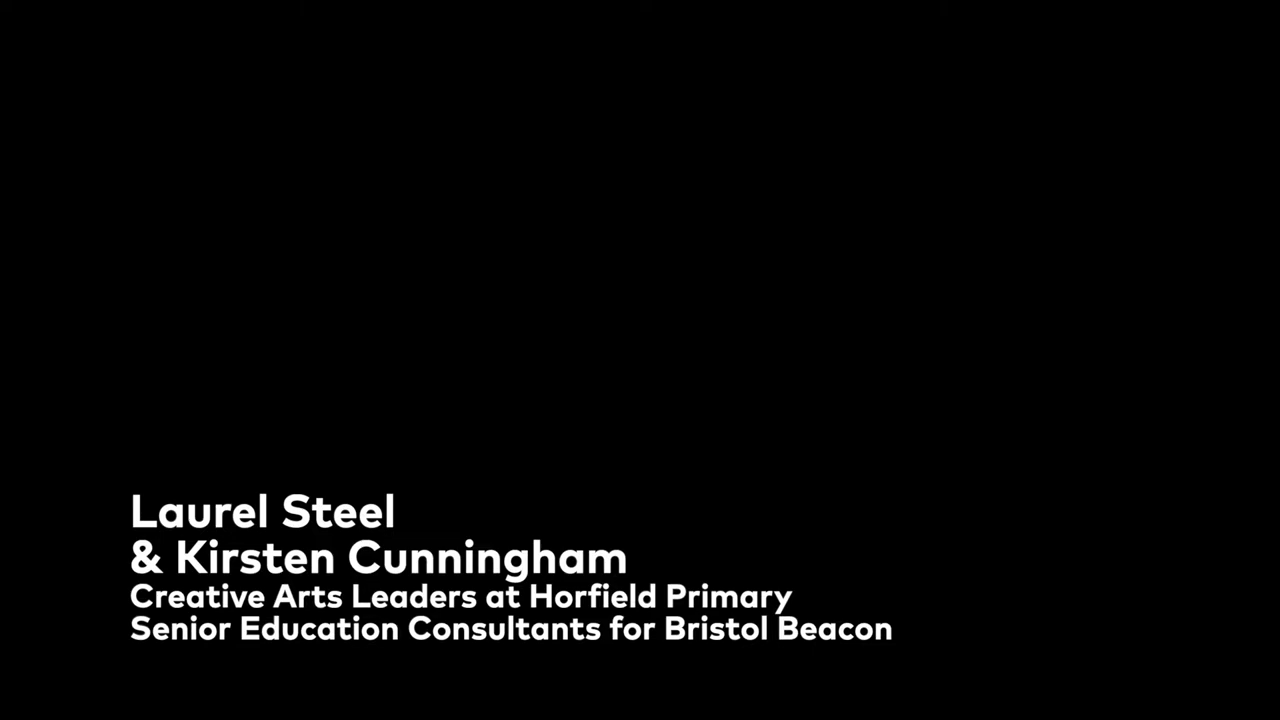 Laurel Steel
& Kirsten Cunningham
Creative Arts Leaders at Horfield Primary
Senior Education Consultants for Bristol Beacon